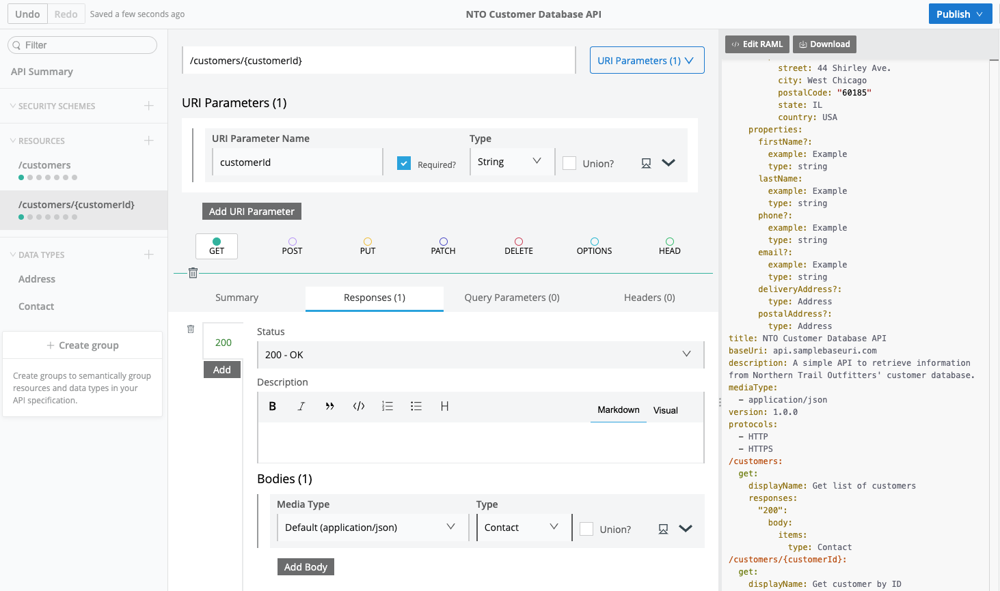 Undo
Redo
Saved a few seconds ago
NTO Customer Database API
Publish
Filter
API Summary
SECURITY SCHEMES
RESOURCES
/customers
/customers/{customerId}
DATA TYPES
Address
Contact
Create group
Create groups to semantically group
resources and data types in your
API specification.
/customers/{customerId}
URI Parameters (1)
URI Parameters (1)
URI Parameter Name
Type
customerId
Required?
String
Union?
Add URI Parameter
GET
POST
PUT
PATCH
DELETE
OPTIONS
HEAD
Summary
Responses (1)
Query Parameters (0)
Headers (0)
200
Add
Status
200 - OK
Description
B
I
H
Markdown
Visual
Bodies (1)
Media Type
Type
Default (application/json)
Contact
Union?
Add Body
Edit RAML
Download
street: 44 Shirley Ave.
city: West Chicago
postalCode: "60185"
state: IL
country: USA
properties:
firstName?:
example: Example
type: string
lastName:
example: Example
type: string
phone?:
example: Example
type: string
email?:
example: Example
type: string
deliveryAddress?:
type: Address
postalAddress?:
type: Address
title: NTO Customer Database API
baseUri: api.samplebaseuri.com
description: A simple API to retrieve information
from Northern Trail Outfitters' customer database.
mediaType:
- application/json
version: 1.0.0
protocols:
- HTTP
- HTTPS
/customers:
get:
displayName: Get list of customers
responses:
"200":
body:
items:
type: Contact
/customers/{customerId}:
get:
displayName: Get customer by ID